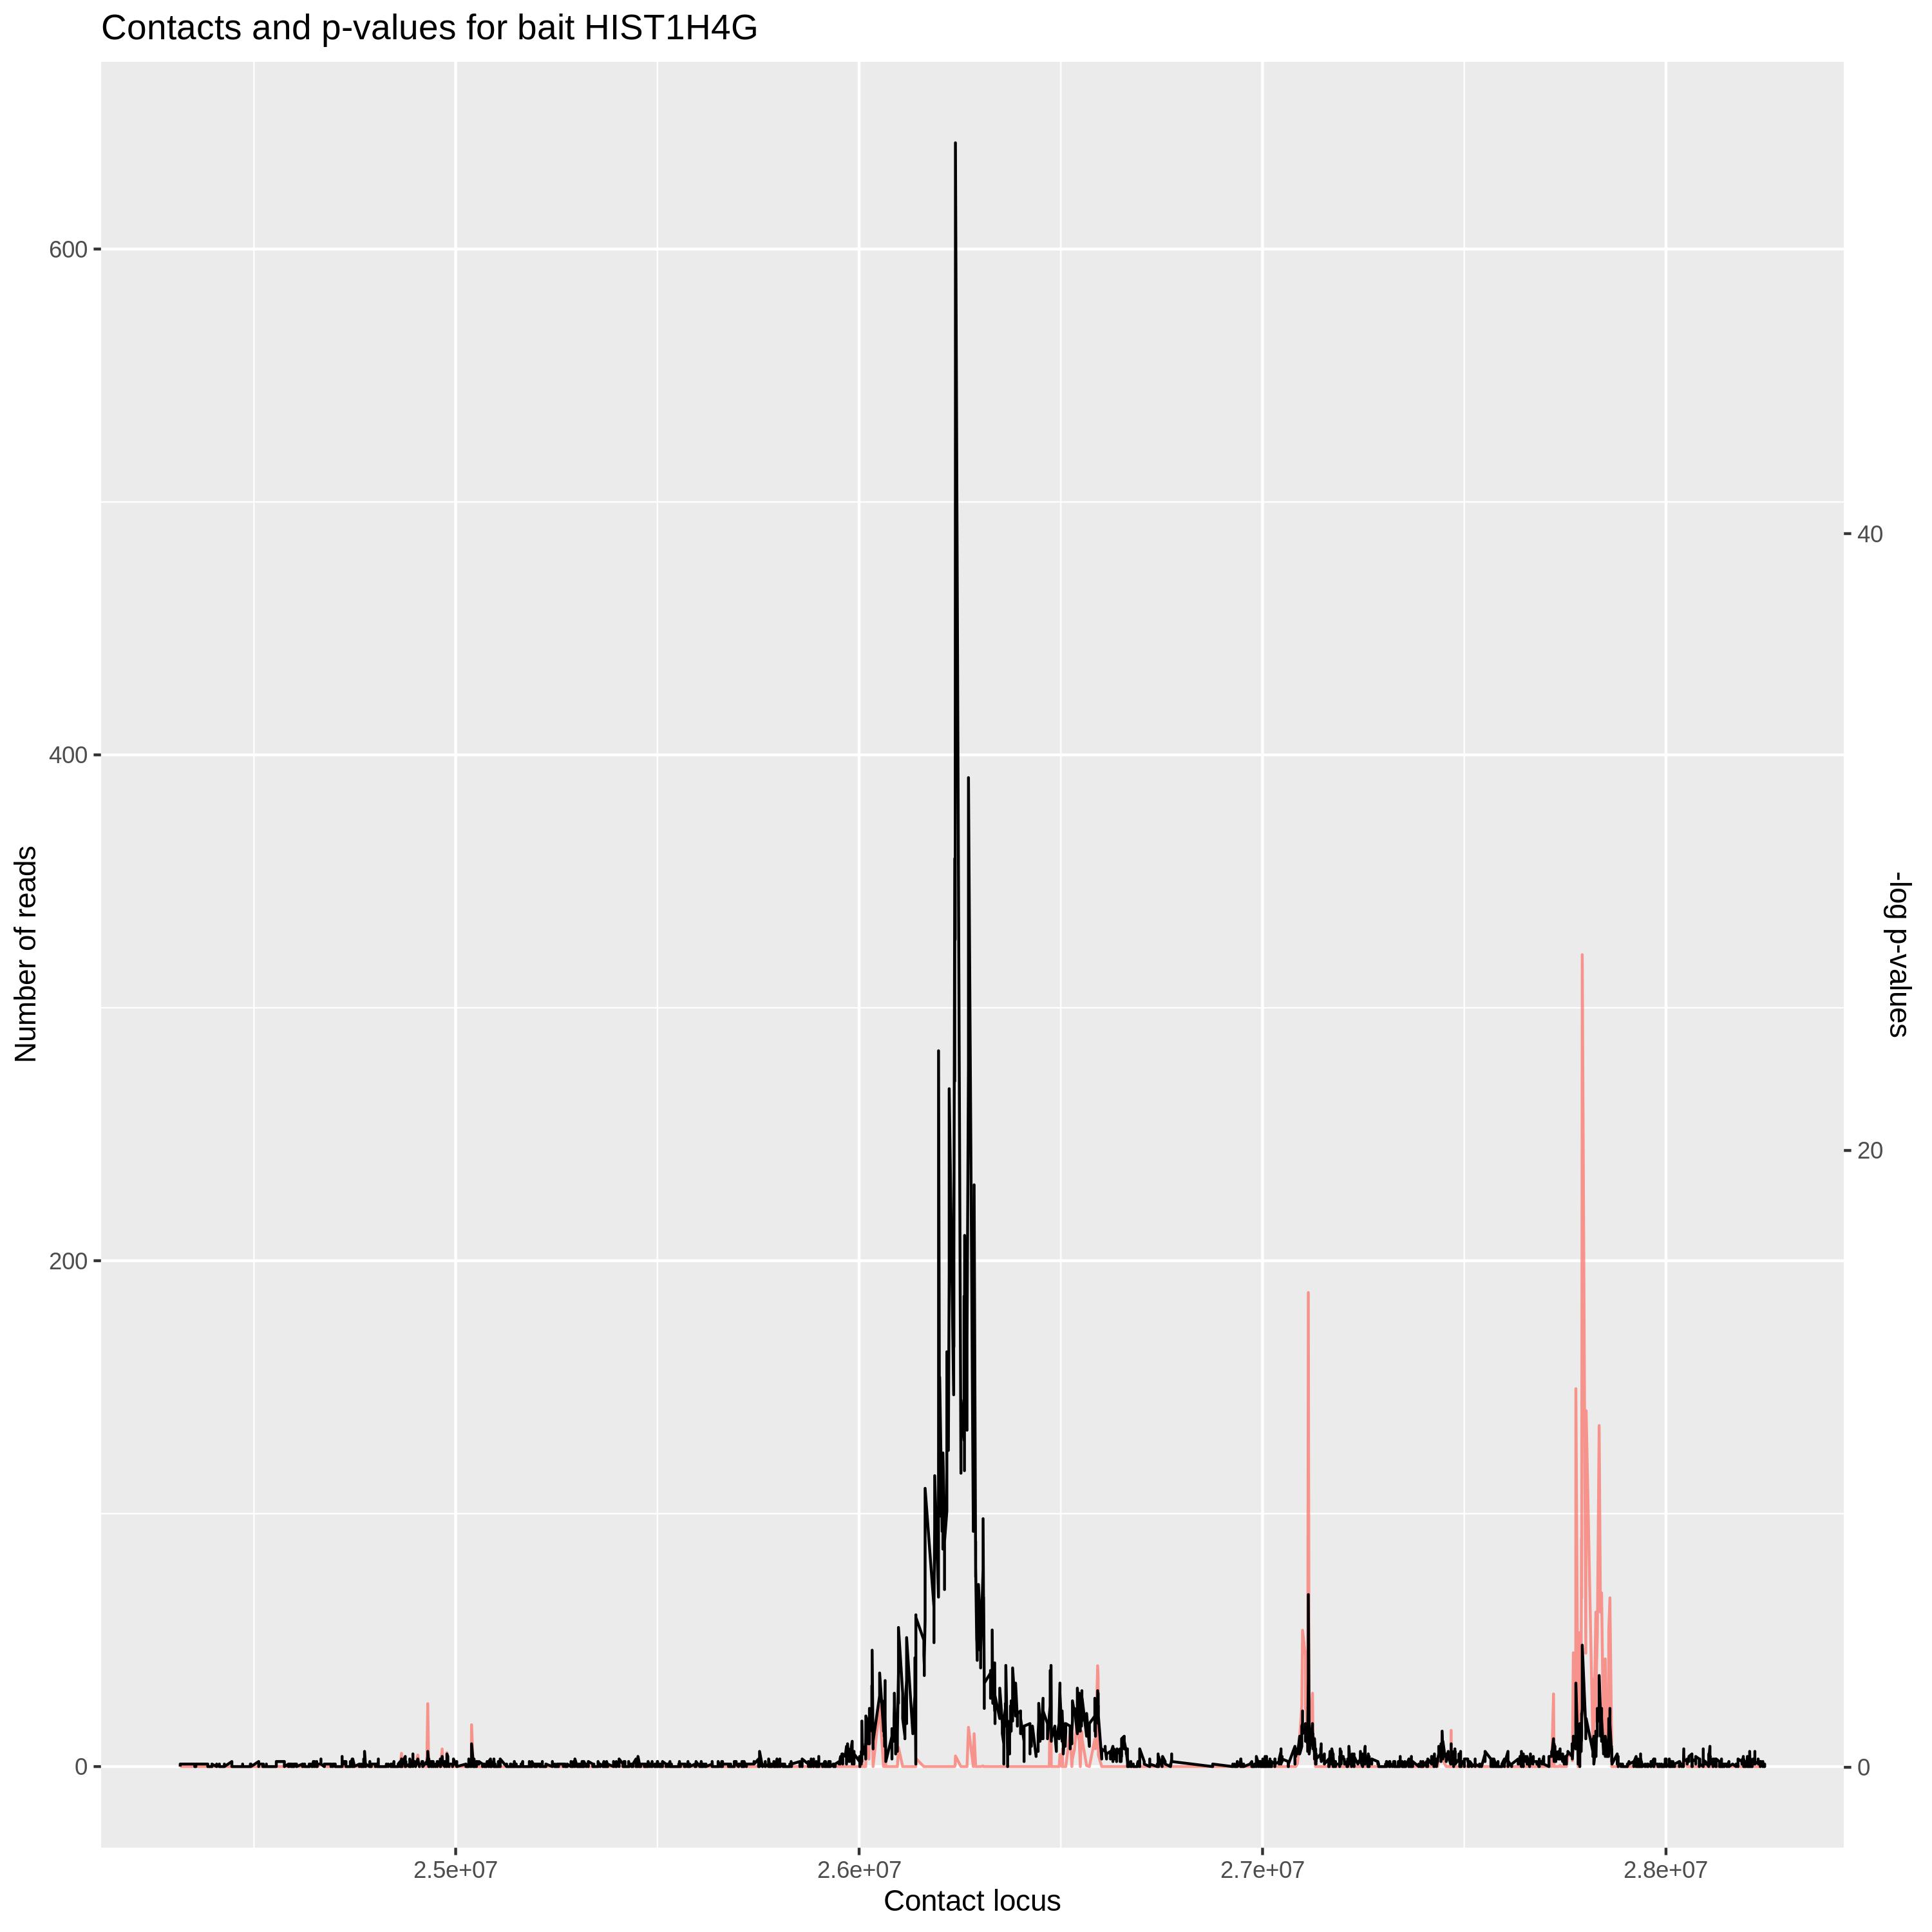 Contacts and p-values for bait HIST1H4G
Number of reads
600
400
200
0
40
20
0
-log p-values
2.5e+07
2.6e+07
2.7e+07
2.8e+07
Contact locus